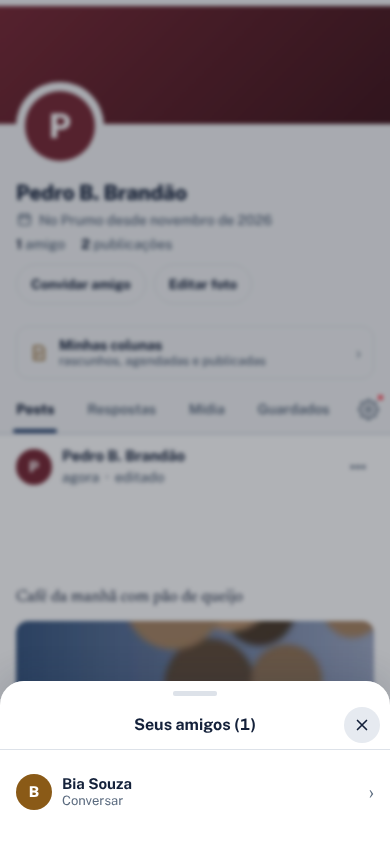 P
Pedro B. Brandão
No Prumo desde novembro de 2026
1 amigo 2 publicações
Convidar amigo Editar foto
Minhas colunas
rascunhos, agendadas e publicadas
Posts Respostas Mídia Guardados
P
Pedro B. Brandão
agora · editado
Café da manhã com pão de queijo
Seus amigos (1)
B
Bia Souza
Conversar